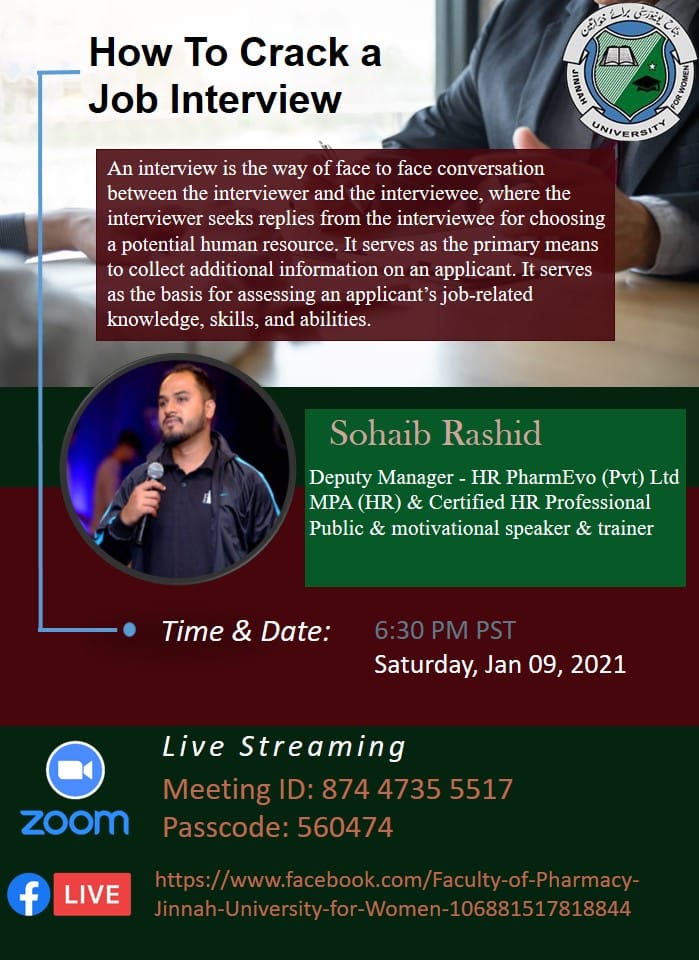 How To Crack a
Job Interview
جناح یونیورسٹی برائے خواتین
JINNAH UNIVERSITY FOR WOMEN
An interview is the way of face to face conversation
between the interviewer and the interviewee, where the
interviewer seeks replies from the interviewee for choosing
a potential human resource. It serves as the primary means
to collect additional information on an applicant. It serves
as the basis for assessing an applicant’s job-related
knowledge, skills, and abilities.
Sohaib Rashid
Deputy Manager - HR PharmEvo (Pvt) Ltd
MPA (HR) & Certified HR Professional
Public & motivational speaker & trainer
Time & Date:
6:30 PM PST
Saturday, Jan 09, 2021
Live Streaming
Meeting ID: 874 4735 5517
Passcode: 560474
zoom
f LIVE
https://www.facebook.com/Faculty-of-Pharmacy-
Jinnah-University-for-Women-106881517818844